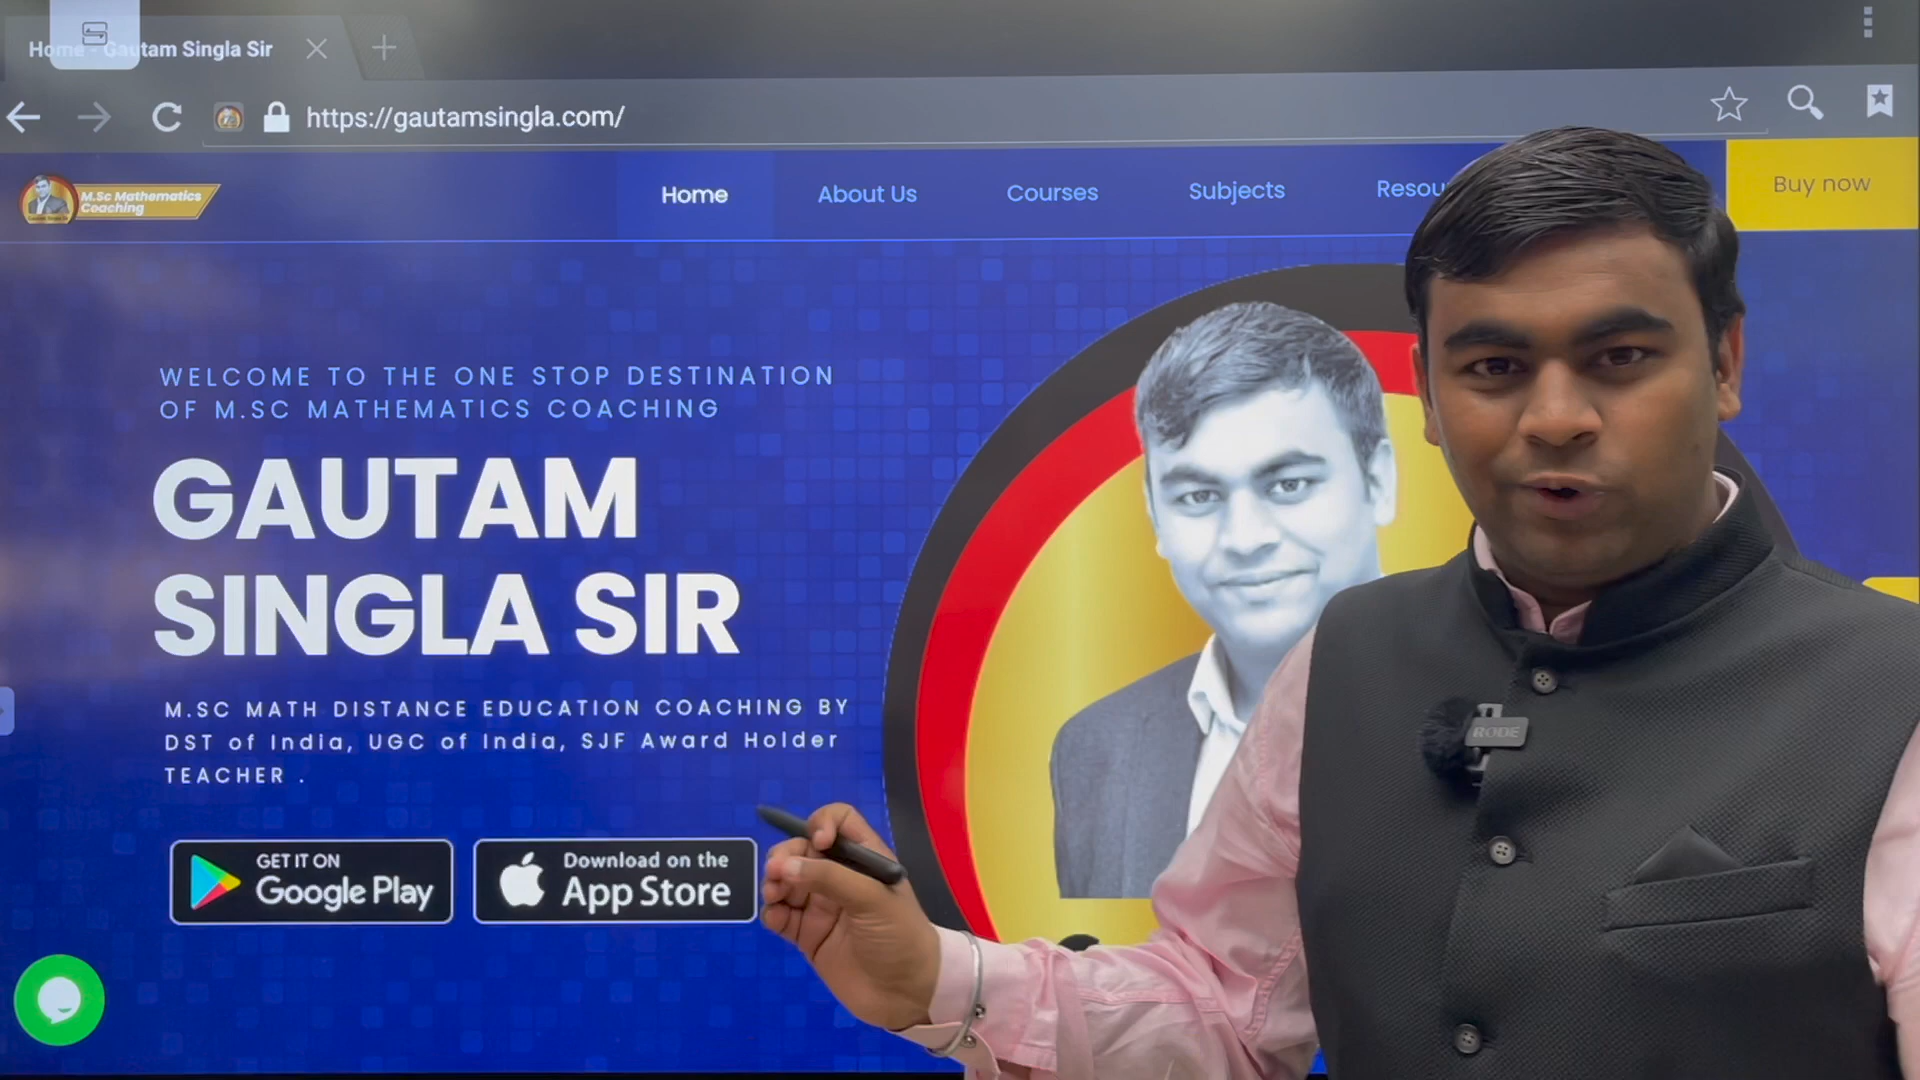 Home - Gautam Singla Sir
https://gautamsingla.com/
M.Sc Mathematics
Coaching
Home
About Us
Courses
Subjects
Buy now
WELCOME TO THE ONE STOP DESTINATION
OF M.SC MATHEMATICS COACHING
GAUTAM
SINGLA SIR
M.SC MATH DISTANCE EDUCATION COACHING BY
DST of India, UGC of India, SJF Award Holder
TEACHER .
GET IT ON
Google Play
Download on the
App Store
RODE